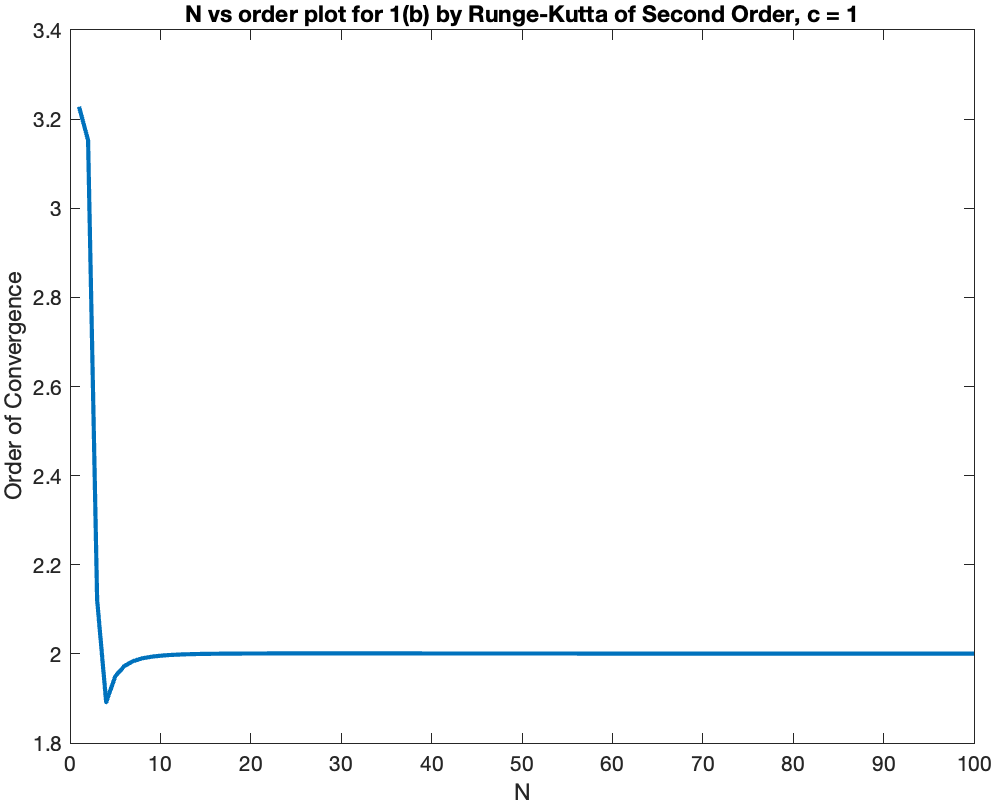 N vs order plot for 1(b) by Runge-Kutta of Second Order, c = 1
3.4
3.2
3
2.8
2.6
2.4
2.2
2
1.8
Order of Convergence
0 10 20 30 40 50 60 70 80 90 100
N